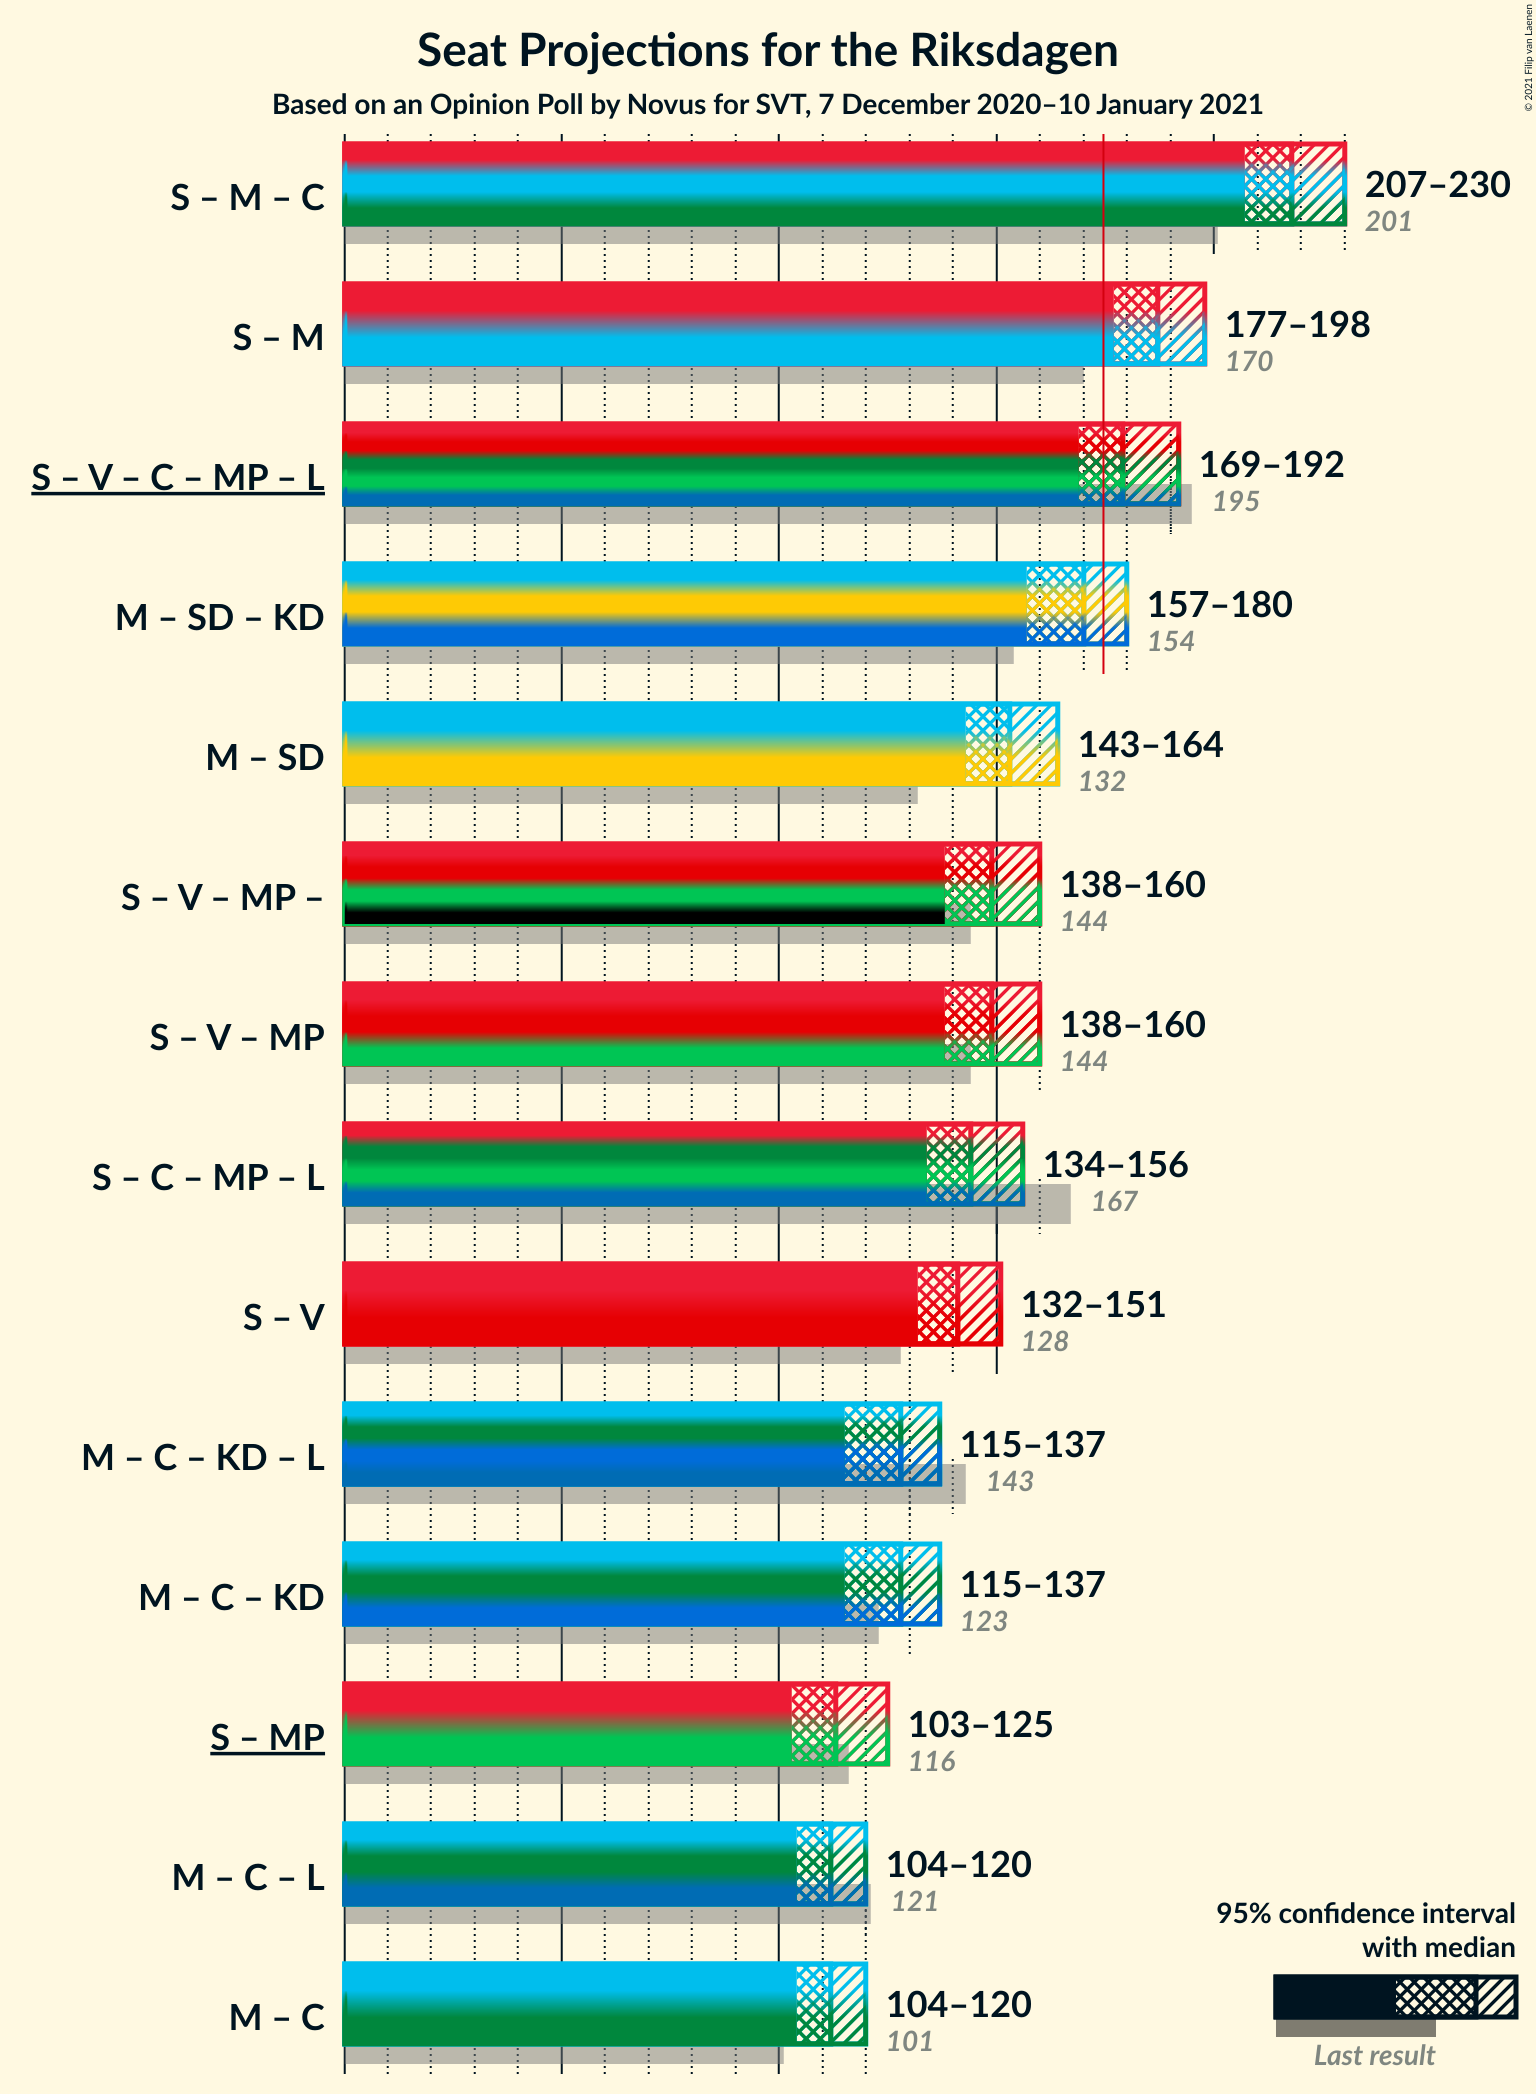 Seat Projections for the Riksdagen
Based on an Opinion Poll by Novus for SVT, 7 December 2020–10 January 2021
© 2021 Filip van Laenen
S – M – C
207–230
201
S – M
177–198
170
S – V – C – MP – L
169–192
195
M – SD – KD
157–180
154
M – SD
143–164
132
S – V – MP –
138–160
144
S – V – MP
138–160
144
S – C – MP – L
134–156
167
S – V
132–151
128
M – C – KD – L
115–137
143
M – C – KD
115–137
123
S – MP
103–125
116
M – C – L
104–120
121
M – C
104–120
101
95% confidence interval
with median
Last result